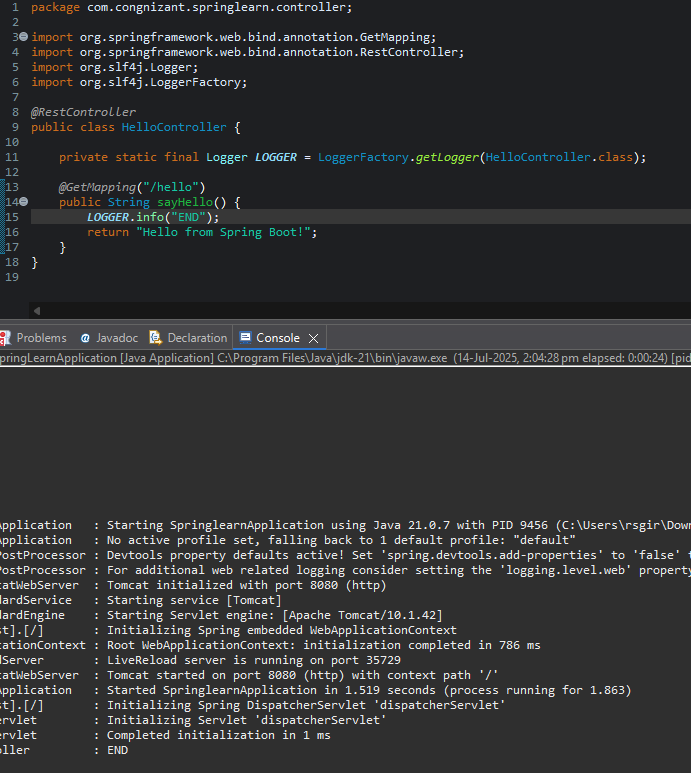 1 package com.congnizant.springlearn.controller;
2
3 import org.springframework.web.bind.annotation.GetMapping;
4 import org.springframework.web.bind.annotation.RestController;
5 import org.slf4j.Logger;
6 import org.slf4j.LoggerFactory;
7
8 @RestController
9 public class HelloController {
10
11 private static final Logger LOGGER = LoggerFactory.getLogger(HelloController.class);
12
13 @GetMapping("/hello")
14 public String sayHello() {
15 LOGGER.info("END");
16 return "Hello from Spring Boot!";
17 }
18 }
19
Problems @ Javadoc Declaration Console
pringLearnApplication [Java Application] C:\Program Files\Java\jdk-21\bin\javaw.exe (14-Jul-2025, 2:04:28 pm elapsed: 0:00:24) [pid
Application : Starting SpringlearnApplication using Java 21.0.7 with PID 9456 (C:\Users\rsgir\Down
Application : No active profile set, falling back to 1 default profile: "default"
PostProcessor : Devtools property defaults active! Set 'spring.devtools.add-properties' to 'false' t
PostProcessor : For additional web related logging consider setting the 'logging.level.web' property
catWebServer : Tomcat initialized with port 8080 (http)
dardService : Starting service [Tomcat]
dardEngine : Starting Servlet engine: [Apache Tomcat/10.1.42]
st].[/] : Initializing Spring embedded WebApplicationContext
cationContext : Root WebApplicationContext: initialization completed in 786 ms
dServer : LiveReload server is running on port 35729
catWebServer : Tomcat started on port 8080 (http) with context path '/'
Application : Started SpringlearnApplication in 1.519 seconds (process running for 1.863)
st].[/] : Initializing Spring DispatcherServlet 'dispatcherServlet'
ervlet : Initializing Servlet 'dispatcherServlet'
ervlet : Completed initialization in 1 ms
oller : END